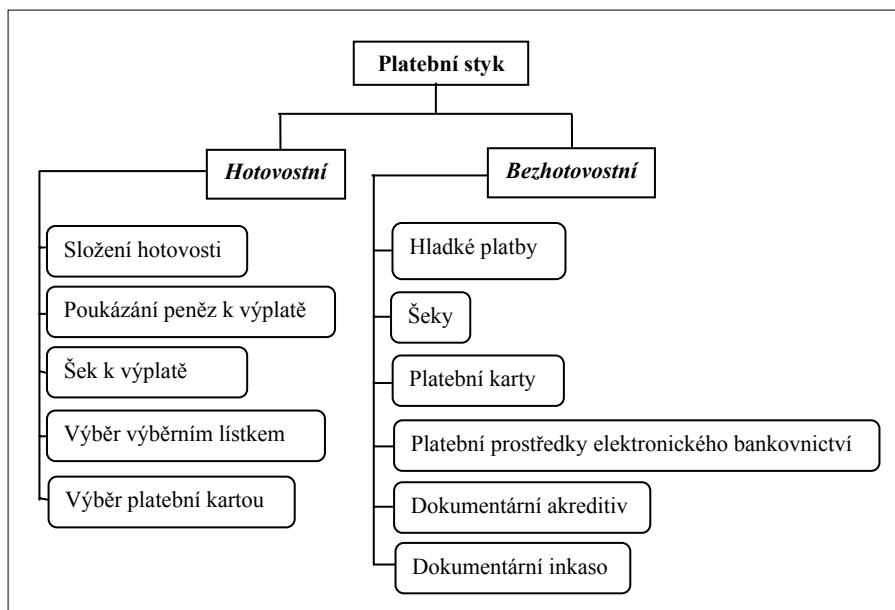 Platební styk
Hotovostní
Bezhotovostní
Složení hotovosti
Poukázání peněz k výplatě
Šek k výplatě
Výběr výběrním lístkem
Výběr platební kartou
Hladké platby
Šeky
Platební karty
Platební prostředky elektronického bankovnictví
Dokumentární akreditiv
Dokumentární inkaso